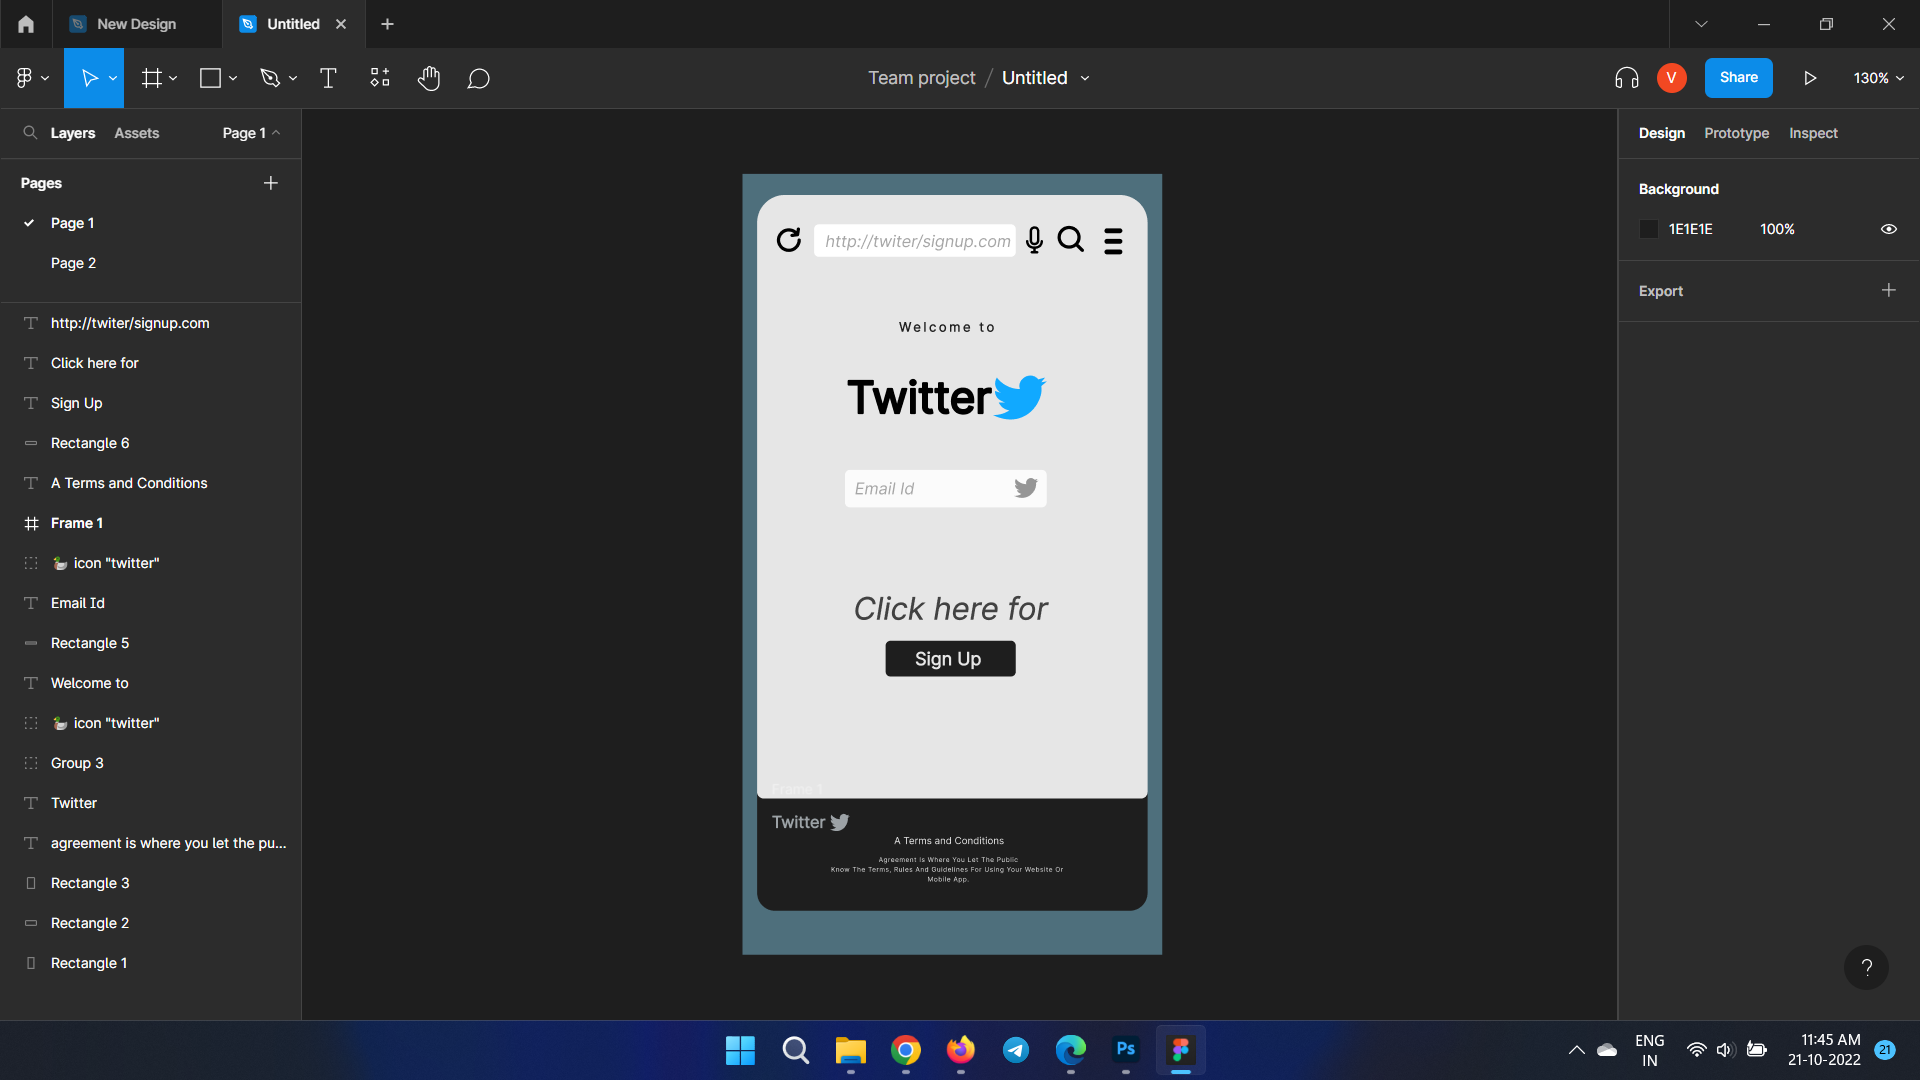 New Design
Untitled
Team project / Untitled
V
Share
130%
Layers
Assets
Page 1
Pages
Page 1
Page 2
http://twiter/signup.com
Click here for
Sign Up
Rectangle 6
A Terms and Conditions
Frame 1
icon "twitter"
Email Id
Rectangle 5
Welcome to
icon "twitter"
Group 3
Twitter
agreement is where you let the pu...
Rectangle 3
Rectangle 2
Rectangle 1
http://twiter/signup.com
Welcome to
Twitter
Email Id
Click here for
Sign Up
Frame 1
Twitter
A Terms and Conditions
Agreement is Where You Let The Public
Know The Terms, Rules And Guidelines For Using Your Website Or
Mobile App.
Design
Prototype
Inspect
Background
1E1E1E
100%
Export
?
Ps
ENG
IN
11:45 AM
21-10-2022
21